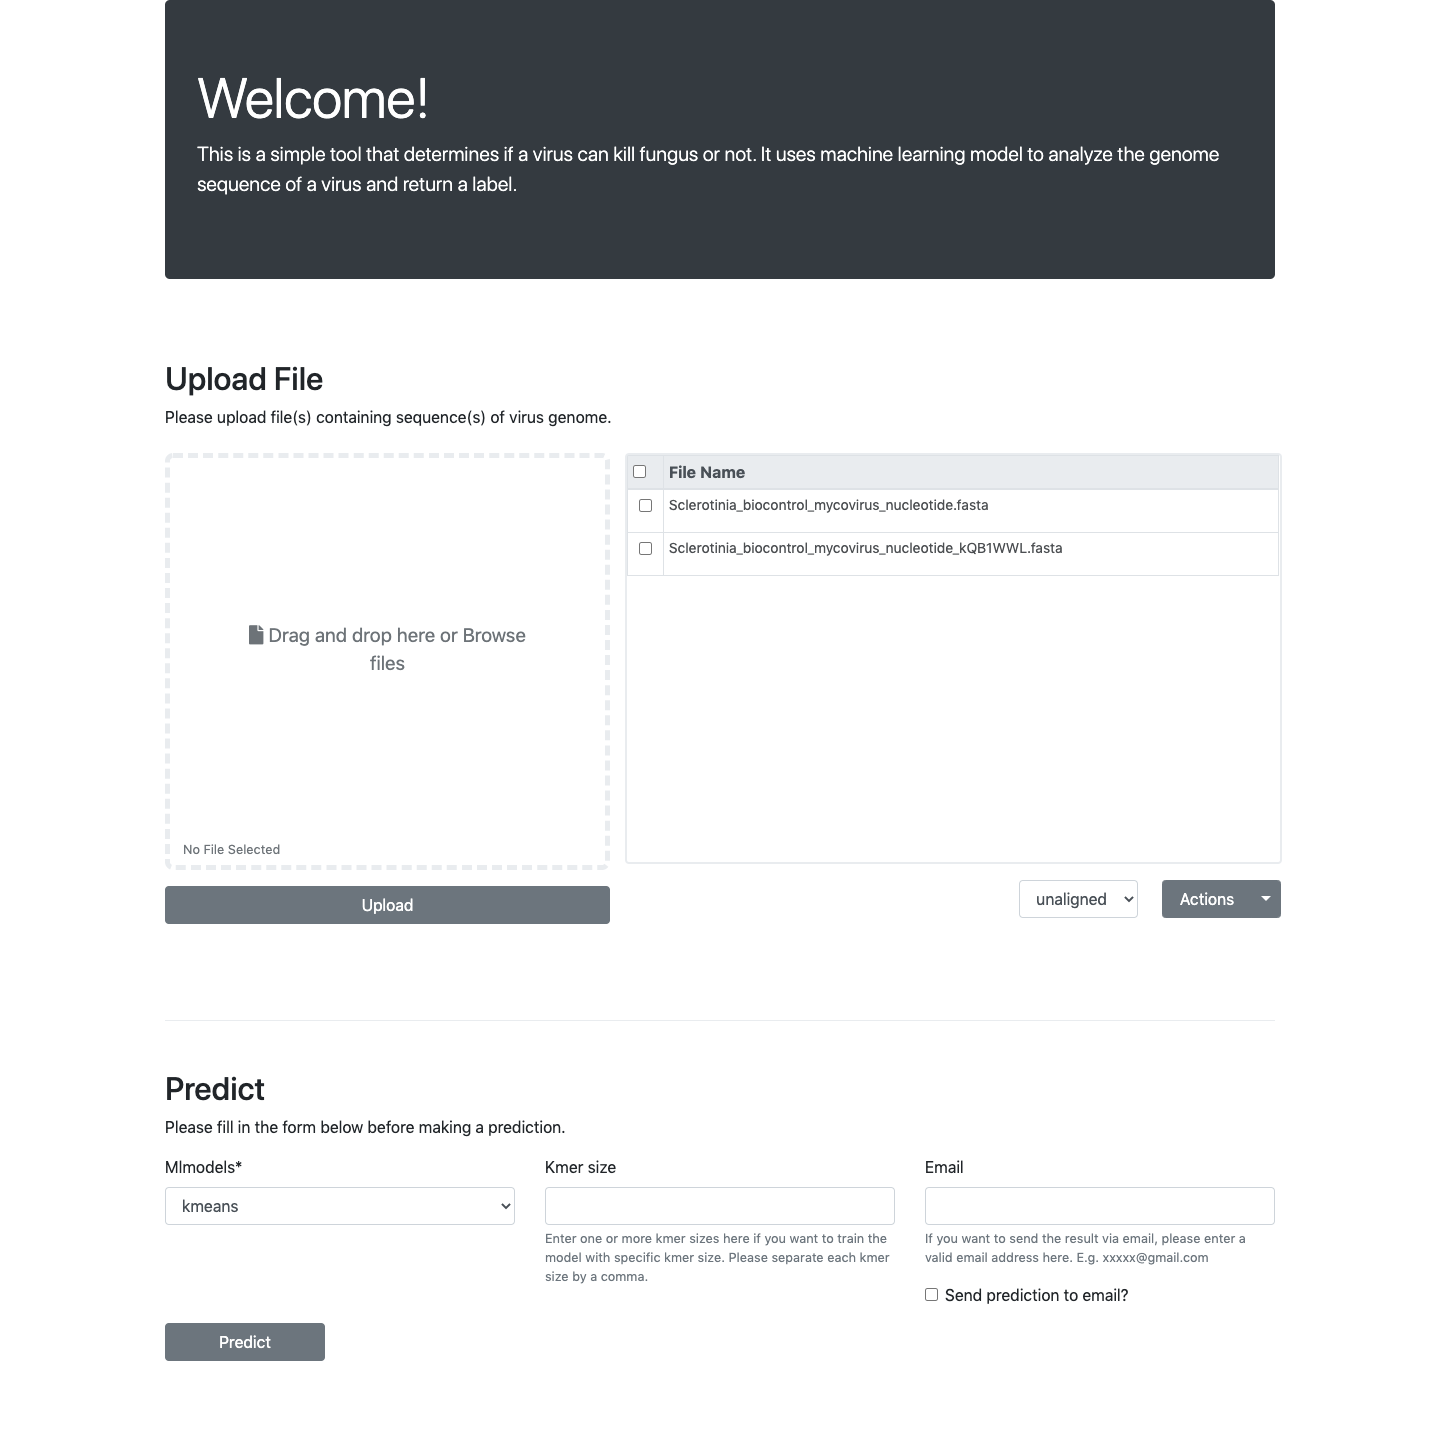 Welcome!
This is a simple tool that determines if a virus can kill fungus or not. It uses machine learning model to analyze the genome
sequence of a virus and return a label.
Upload File
Please upload file(s) containing sequence(s) of virus genome.
Drag and drop here or Browse
files
No File Selected
Upload
File Name
Sclerotinia_biocontrol_mycovirus_nucleotide.fasta
Sclerotinia_biocontrol_mycovirus_nucleotide_kQB1WWL.fasta
unaligned
Actions
Predict
Please fill in the form below before making a prediction.
Mlmodels*
kmeans
Kmer size
Enter one or more kmer sizes here if you want to train the
model with specific kmer size. Please separate each kmer
size by a comma.
Email
If you want to send the result via email, please enter a
valid email address here. E.g. xxxxx@gmail.com
Send prediction to email?
Predict